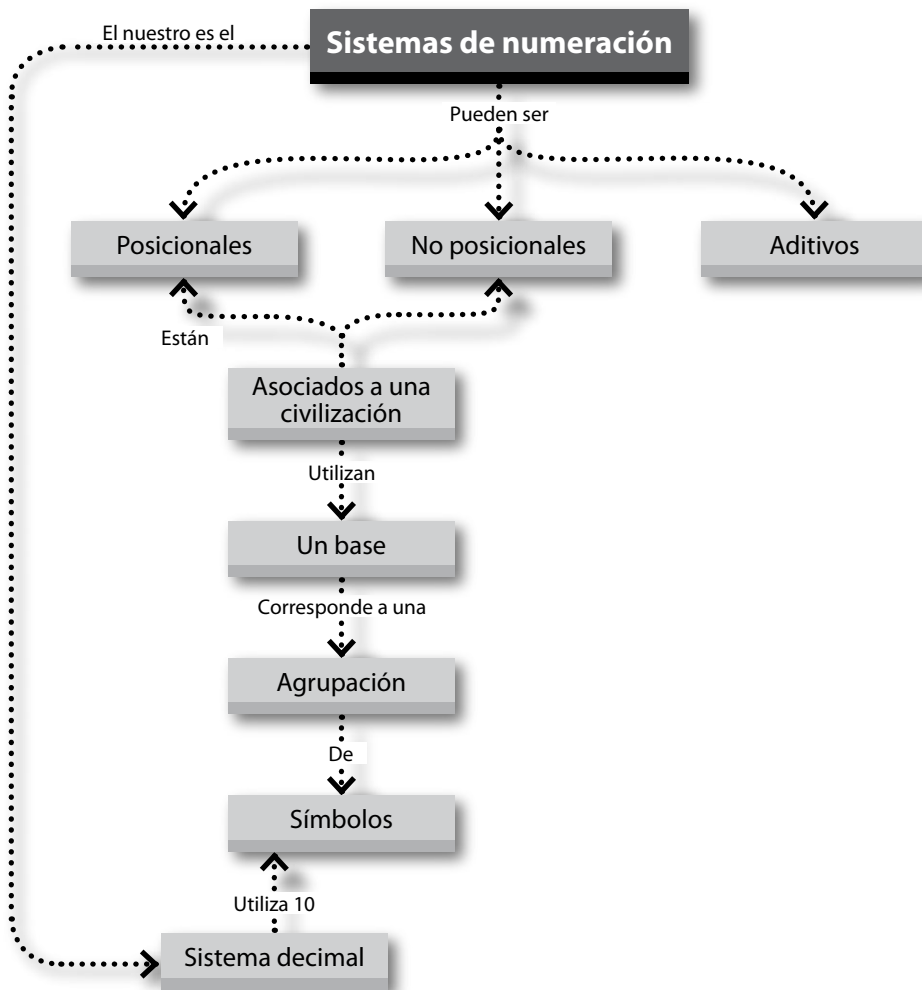 El nuestro es el
Sistemas de numeración
Pueden ser
Posicionales
No posicionales
Aditivos
Están
Asociados a una
civilización
Utilizan
Un base
Corresponde a una
Agrupación
De
Símbolos
Utiliza 10
Sistema decimal